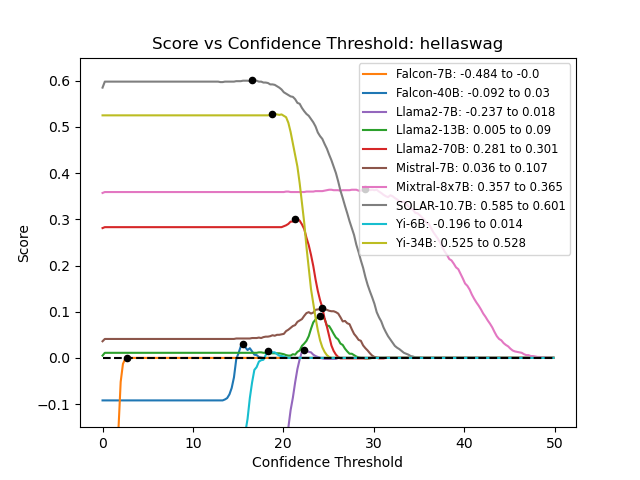 Score vs Confidence Threshold: hellaswag
Falcon-7B: -0.484 to -0.0
Falcon-40B: -0.092 to 0.03
Llama2-7B: -0.237 to 0.018
Llama2-13B: 0.005 to 0.09
Llama2-70B: 0.281 to 0.301
Mistral-7B: 0.036 to 0.107
Mixtral-8x7B: 0.357 to 0.365
SOLAR-10.7B: 0.585 to 0.601
Yi-6B: -0.196 to 0.014
Yi-34B: 0.525 to 0.528
Score
0.6
0.5
0.4
0.3
0.2
0.1
0.0
−0.1
0 10 20 30 40 50
Confidence Threshold